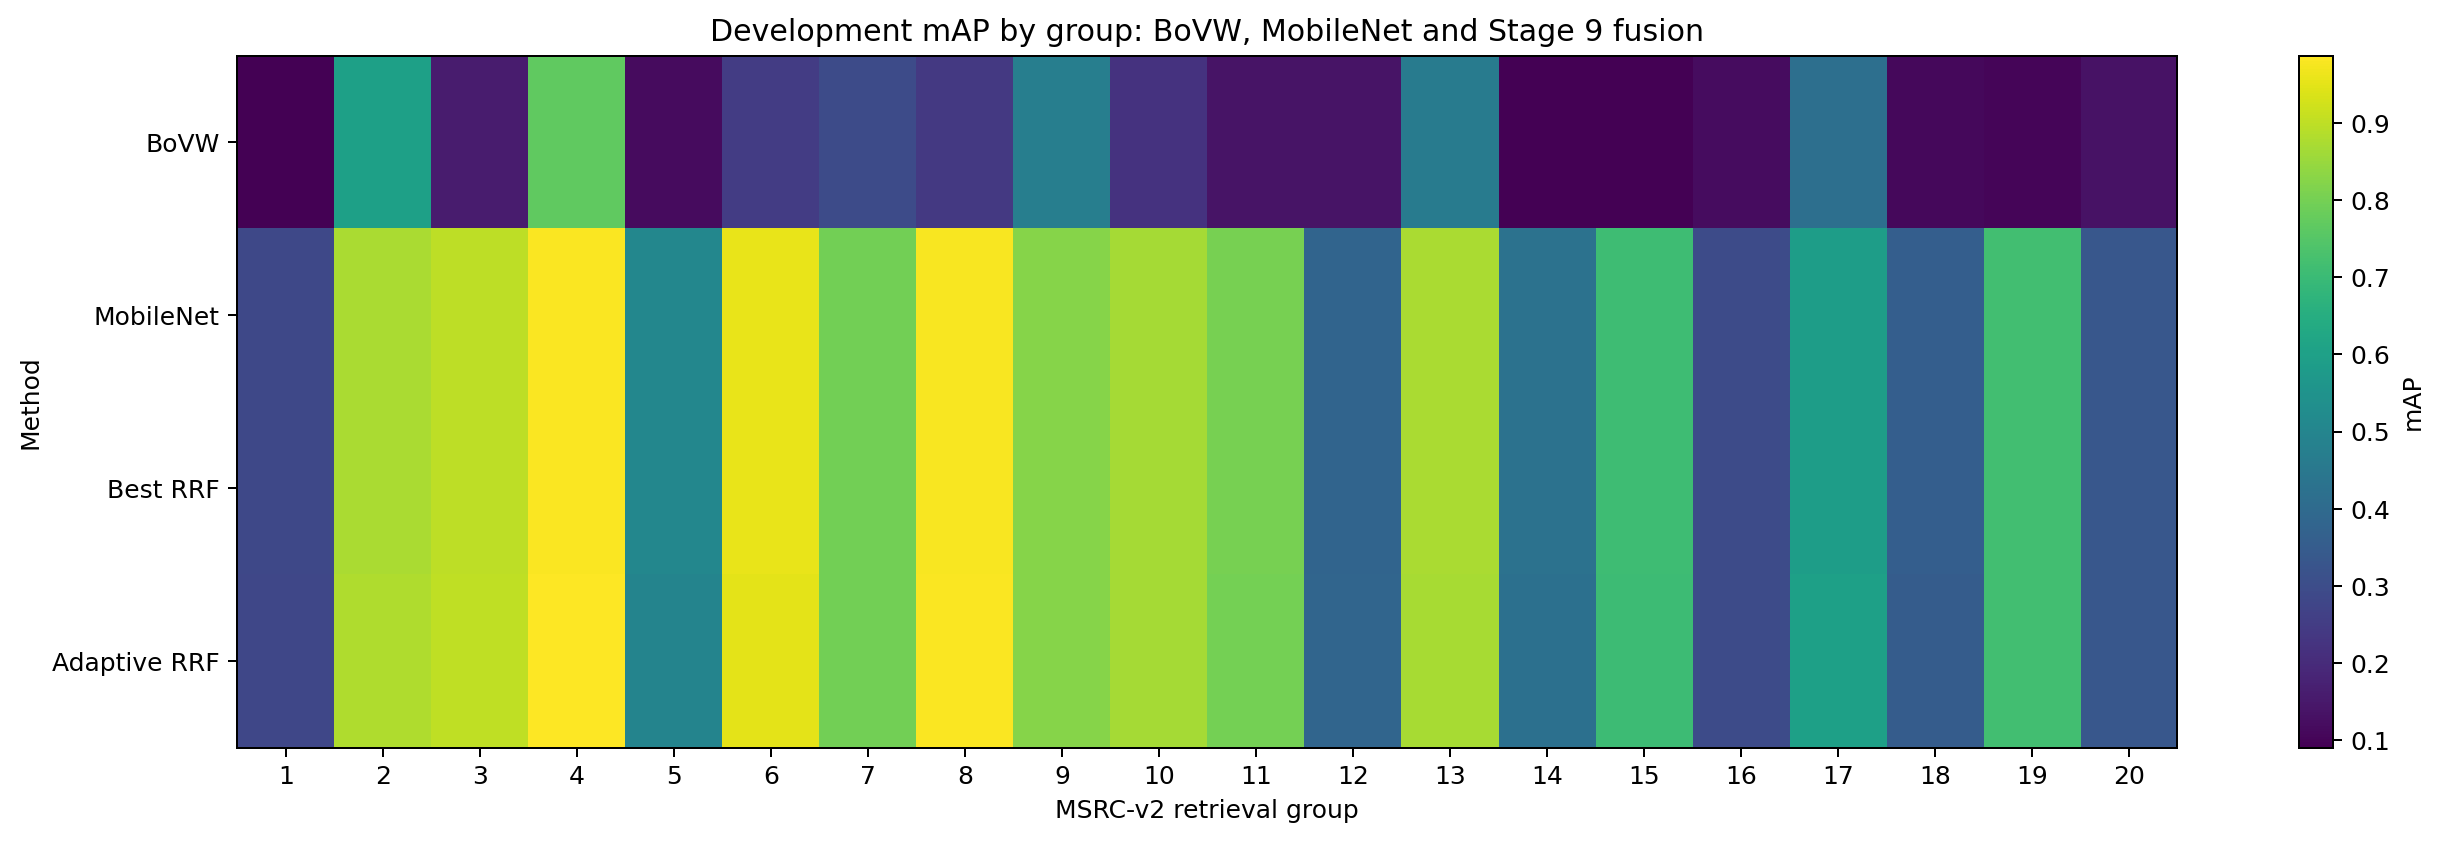 Development mAP by group: BoVW, MobileNet and Stage 9 fusion
Method
BoVW
MobileNet
Best RRF
Adaptive RRF
1 2 3 4 5 6 7 8 9 10 11 12 13 14 15 16 17 18 19 20
MSRC-v2 retrieval group
0.9
0.8
0.7
0.6
0.5
0.4
0.3
0.2
0.1
mAP